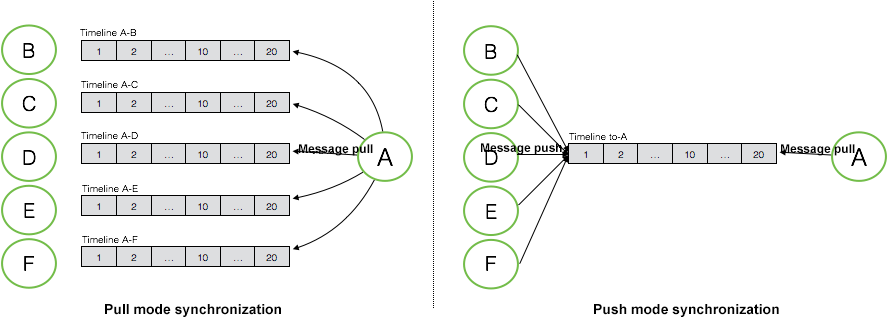 B
Timeline A-B
1 2 ... 10 ... 20
C
Timeline A-C
1 2 ... 10 ... 20
D
Timeline A-D
1 2 ... 10 ... 20
Message pull
A
E
Timeline A-E
1 2 ... 10 ... 20
F
Timeline A-F
1 2 ... 10 ... 20
Pull mode synchronization
B
C
D
E
F
Message push
Timeline to-A
1 2 ... 10 ... 20
Message pull
A
Push mode synchronization